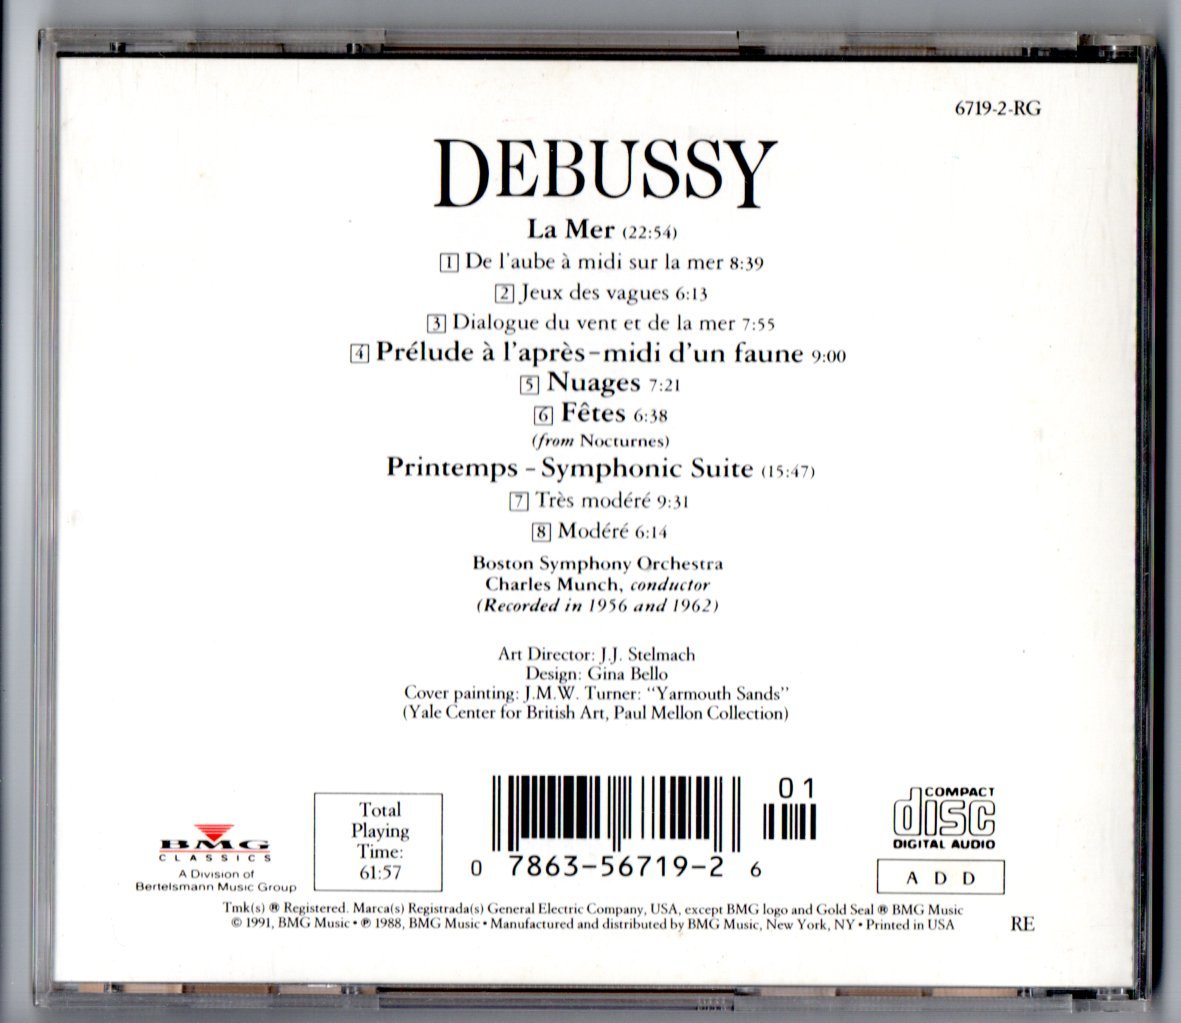 6719-2-RG
DEBUSSY
La Mer (22:54)
1 De l'aube à midi sur la mer 8:39
2 Jeux des vagues 6:13
3 Dialogue du vent et de la mer 7:55
4 Prélude à l'après-midi d'un faune 9:00
5 Nuages 7:21
6 Fêtes 6:38
(from Nocturnes)
Printemps – Symphonic Suite (15:47)
7 Très modéré 9:31
8 Modéré 6:14
Boston Symphony Orchestra
Charles Munch, conductor
(Recorded in 1956 and 1962)
Art Director: J.J. Stelmach
Design: Gina Bello
Cover painting: J.M.W. Turner: "Yarmouth Sands"
(Yale Center for British Art, Paul Mellon Collection)
BMG
CLASSICS
A Division of
Bertelsmann Music Group
Total
Playing
Time:
61:57
01
0 7863-56719-2 6
COMPACT
disc
DIGITAL AUDIO
A D D
Tmk(s) ® Registered. Marca(s) Registrada(s) General Electric Company, USA, except BMG logo and Gold Seal ® BMG Music
© 1991, BMG Music • ℗ 1988, BMG Music • Manufactured and distributed by BMG Music, New York, NY • Printed in USA
RE